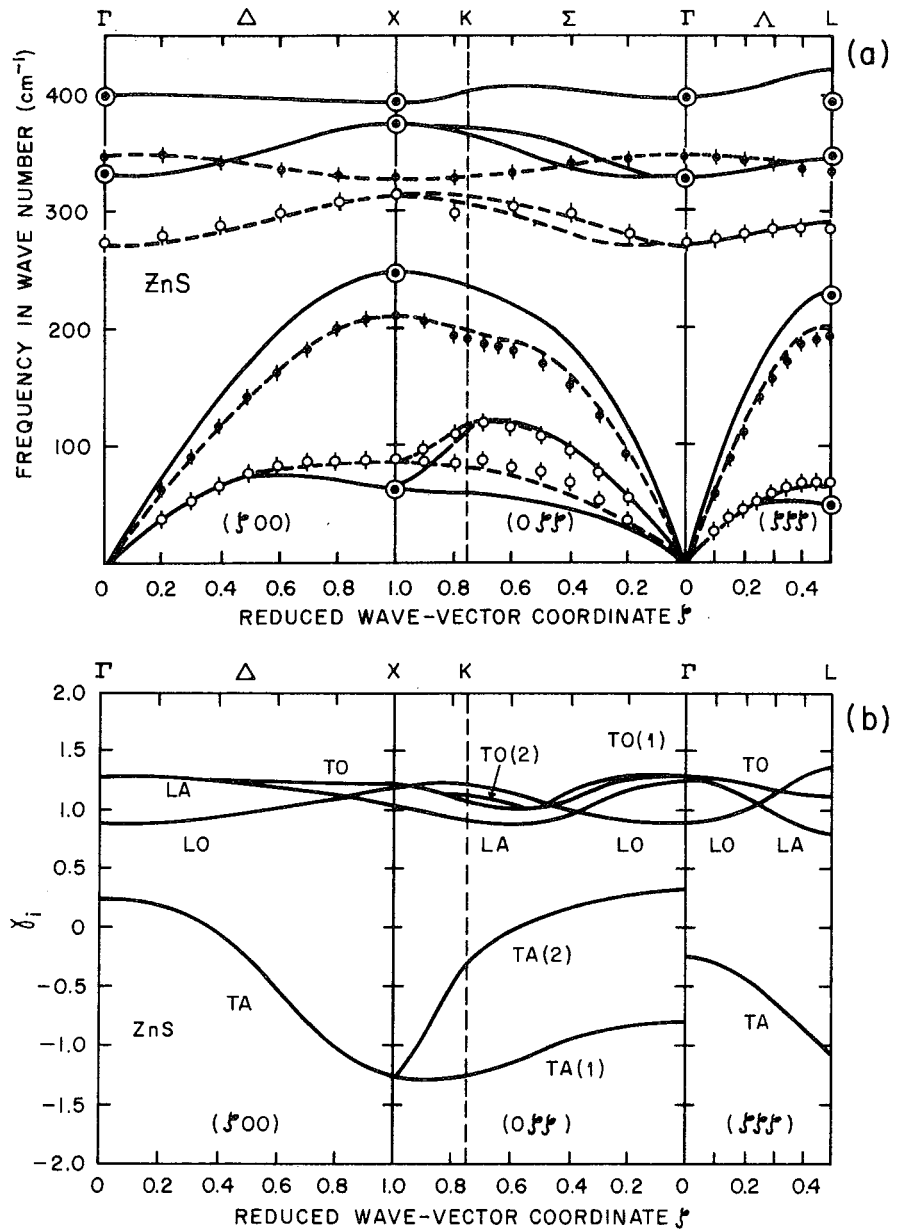 Γ Δ X K Σ Γ Λ L
(a)
FREQUENCY IN WAVE NUMBER (cm⁻¹)
400
300
200
100
ZnS
(ζ00) (0ζζ) (ζζζ)
0 0.2 0.4 0.6 0.8 1.0 0.8 0.6 0.4 0.2 0 0.2 0.4
REDUCED WAVE-VECTOR COORDINATE ζ
Γ Δ X K Γ L
(b)
γi
2.0
1.5
1.0
0.5
0
-0.5
-1.0
-1.5
-2.0
TO TO(2) TO(1) TO
LA
LO LA LO LO LA
TA(2)
TA TA
ZnS
TA(1)
(ζ00) (0ζζ) (ζζζ)
0 0.2 0.4 0.6 0.8 1.0 0.8 0.6 0.4 0.2 0 0.2 0.4
REDUCED WAVE-VECTOR COORDINATE ζ